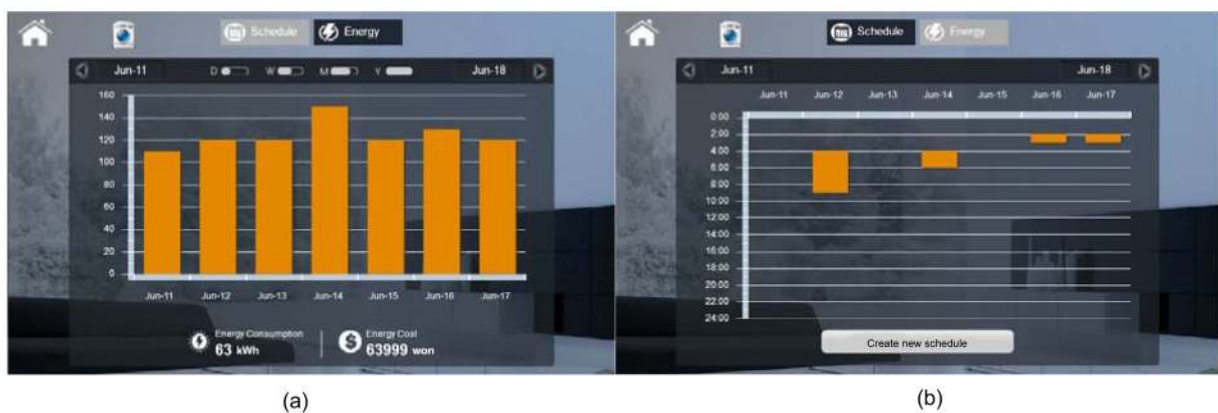 Schedule Energy
Jun-11 D W M Y Jun-18
160
140
120
100
80
60
40
20
0
Jun-11 Jun-12 Jun-13 Jun-14 Jun-15 Jun-16 Jun-17
Energy Consumption
63 kWh
Energy Cost
63999 won
(a)
Schedule Energy
Jun-11 Jun-18
Jun-11 Jun-12 Jun-13 Jun-14 Jun-15 Jun-16 Jun-17
0:00
2:00
4:00
6:00
8:00
10:00
12:00
14:00
16:00
18:00
20:00
22:00
24:00
Create new schedule
(b)